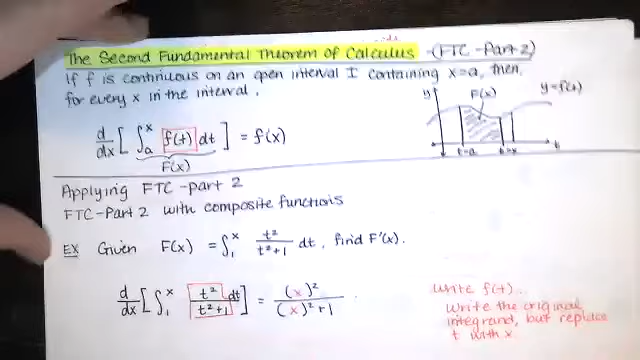 The Second Fundamental Theorem of Calculus (FTC-Part 2)
If f is continuous on an open interval I containing x=a, then,
for every x in the interval,
d/dx [ ∫ₐˣ f(t) dt ] = f(x)
F(x)
y F(x) y=f(t)
t=a t=x t
Applying FTC-part 2
FTC-Part 2 with composite functions
EX Given F(x) = ∫₁ˣ t²/(t²+1) dt, find F'(x).
d/dx [ ∫₁ˣ t²/(t²+1) dt ] = (x)²/((x)²+1)
Write f(t).
Write the original
integrand, but replace
t with x